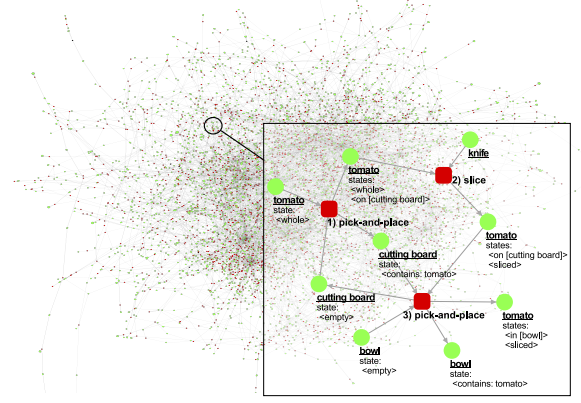 knife
tomato
states:
<whole>
<on [cutting board]>
2) slice
tomato
state:
<whole>
1) pick-and-place
tomato
states:
<on [cutting board]>
<sliced>
cutting board
state:
<contains: tomato>
cutting board
state:
<empty>
3) pick-and-place
tomato
states:
<in [bowl]>
<sliced>
bowl
state:
<empty>
bowl
state:
<contains: tomato>